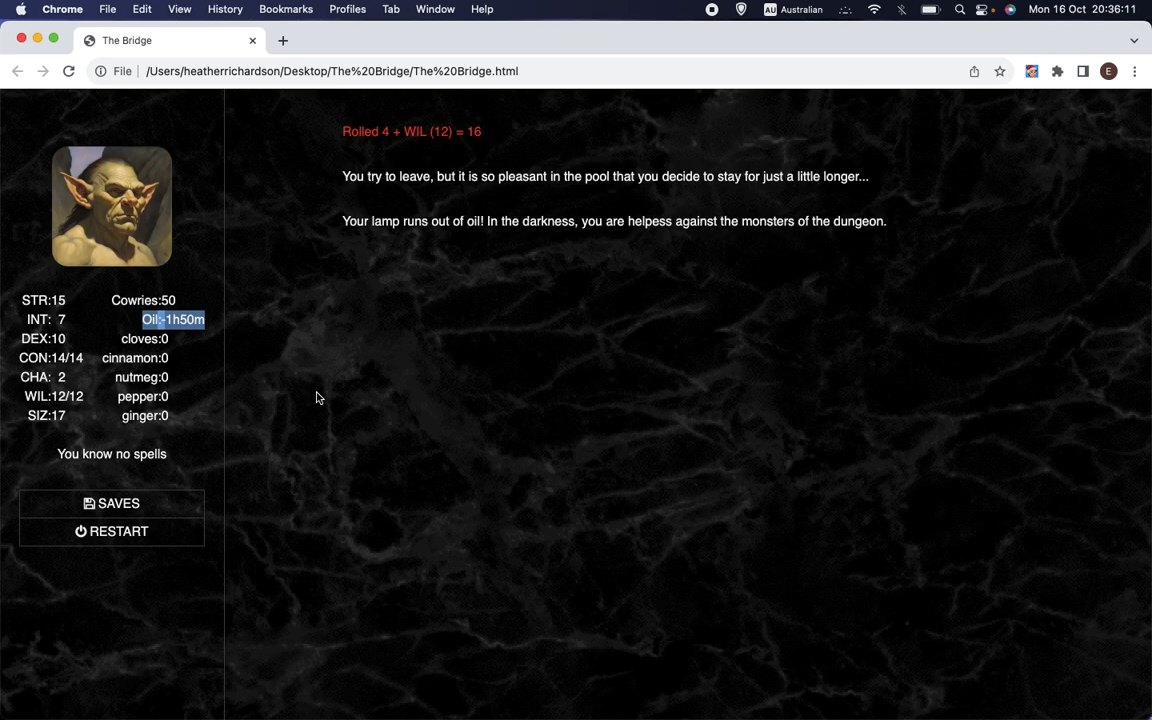 Chrome File Edit View History Bookmarks Profiles Tab Window Help AU Australian Mon 16 Oct 20:36:11
The Bridge
File /Users/heatherrichardson/Desktop/The%20Bridge/The%20Bridge.html E
Rolled 4 + WIL (12) = 16
You try to leave, but it is so pleasant in the pool that you decide to stay for just a little longer...
Your lamp runs out of oil! In the darkness, you are helpess against the monsters of the dungeon.
STR:15 Cowries:50
INT: 7 Oil:-1h50m
DEX:10 cloves:0
CON:14/14 cinnamon:0
CHA: 2 nutmeg:0
WIL:12/12 pepper:0
SIZ:17 ginger:0
You know no spells
SAVES
RESTART